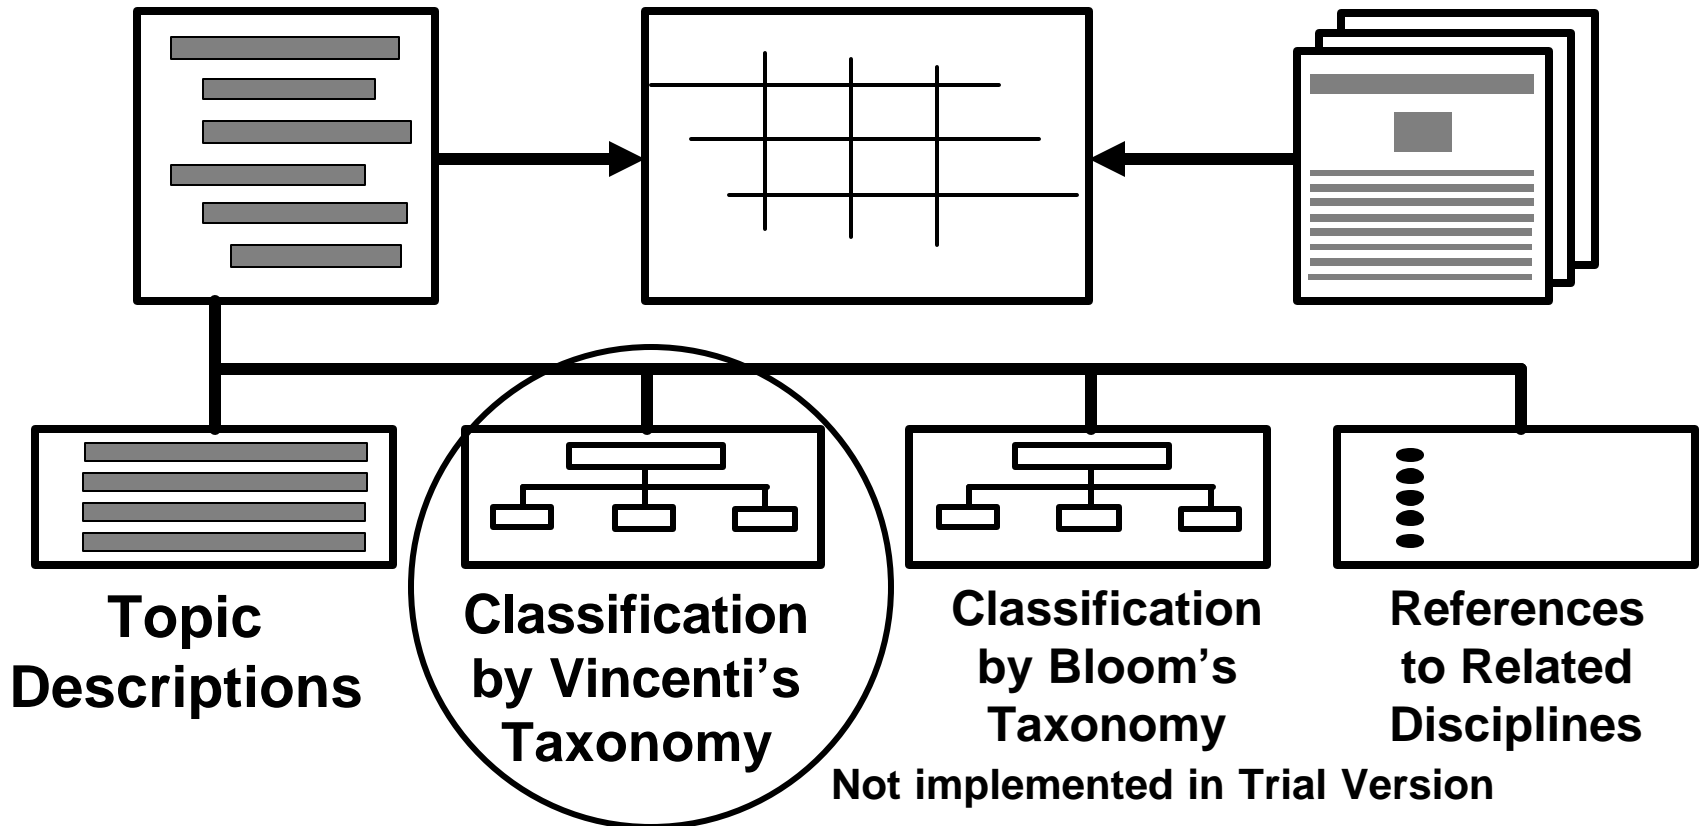 Topic
Descriptions
Classification
by Vincenti’s
Taxonomy
Classification
by Bloom’s
Taxonomy
Not implemented in Trial Version
References
to Related
Disciplines